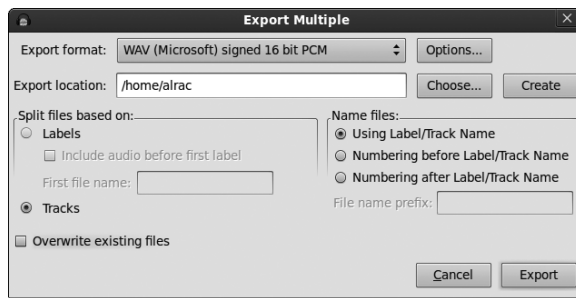 Export Multiple
Export format: WAV (Microsoft) signed 16 bit PCM Options...
Export location: /home/alrac Choose... Create
Split files based on:
Labels
Include audio before first label
First file name:
Tracks
Name files:
Using Label/Track Name
Numbering before Label/Track Name
Numbering after Label/Track Name
File name prefix:
Overwrite existing files
Cancel Export